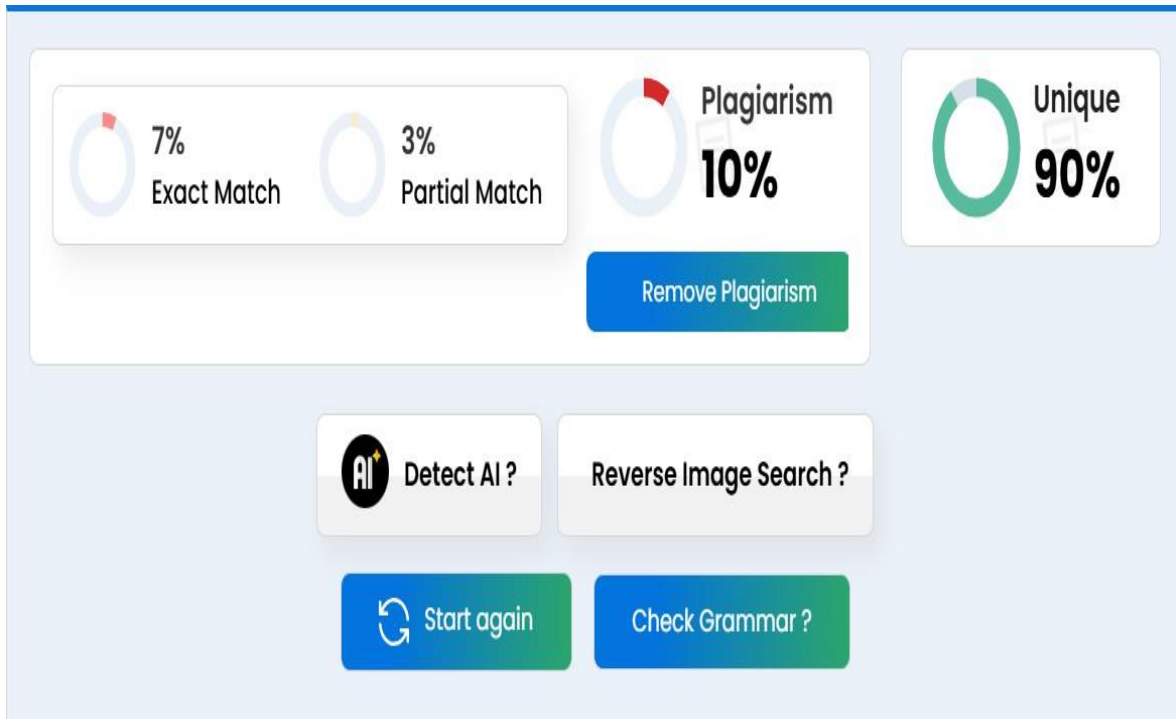 7%
Exact Match
3%
Partial Match
Plagiarism
10%
Remove Plagiarism
Unique
90%
AI
Detect AI ?
Reverse Image Search ?
Start again
Check Grammar ?